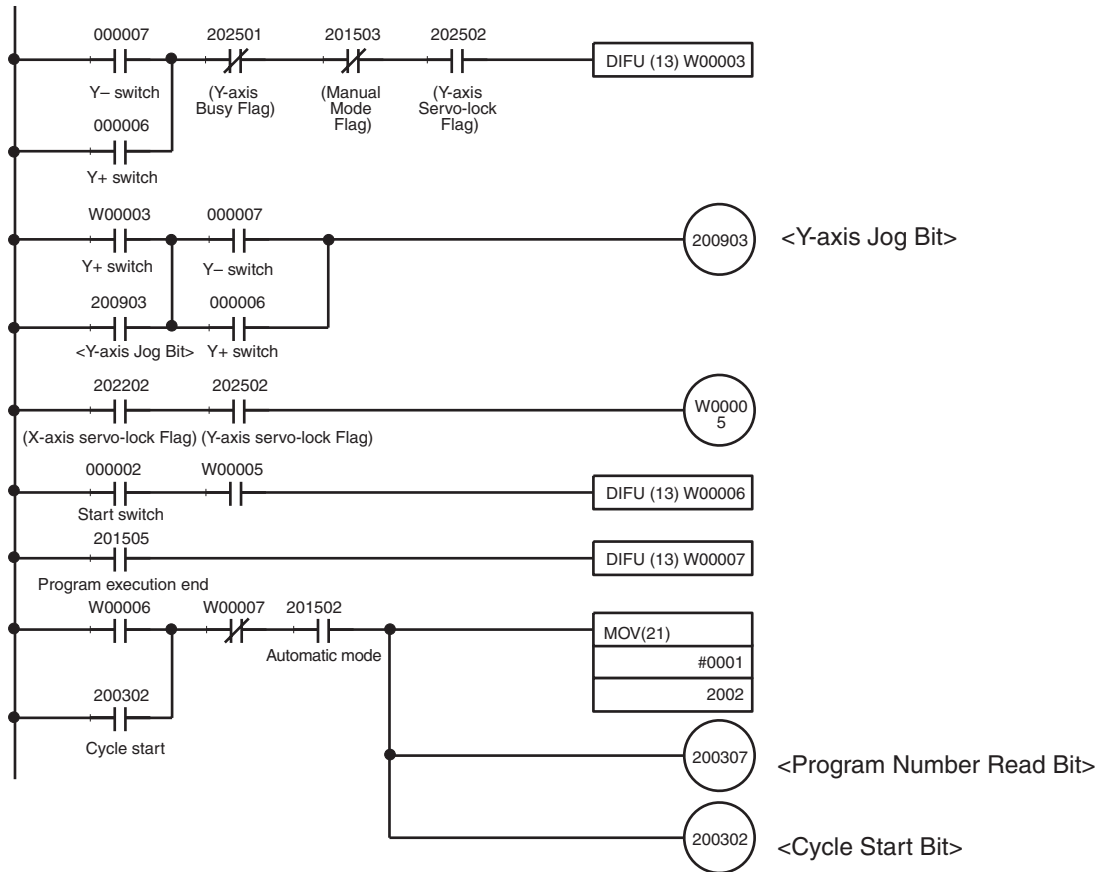 000007 202501 201503 202502
DIFU (13) W00003
Y– switch (Y-axis (Manual (Y-axis
Busy Flag) Mode Servo-lock
Flag) Flag)
000006
Y+ switch
W00003 000007
200903 <Y-axis Jog Bit>
Y+ switch Y– switch
200903 000006
<Y-axis Jog Bit> Y+ switch
202202 202502
W0000
5
(X-axis servo-lock Flag) (Y-axis servo-lock Flag)
000002 W00005
DIFU (13) W00006
Start switch
201505
DIFU (13) W00007
Program execution end
W00006 W00007 201502
MOV(21)
Automatic mode
#0001
2002
200302
Cycle start
200307 <Program Number Read Bit>
200302 <Cycle Start Bit>